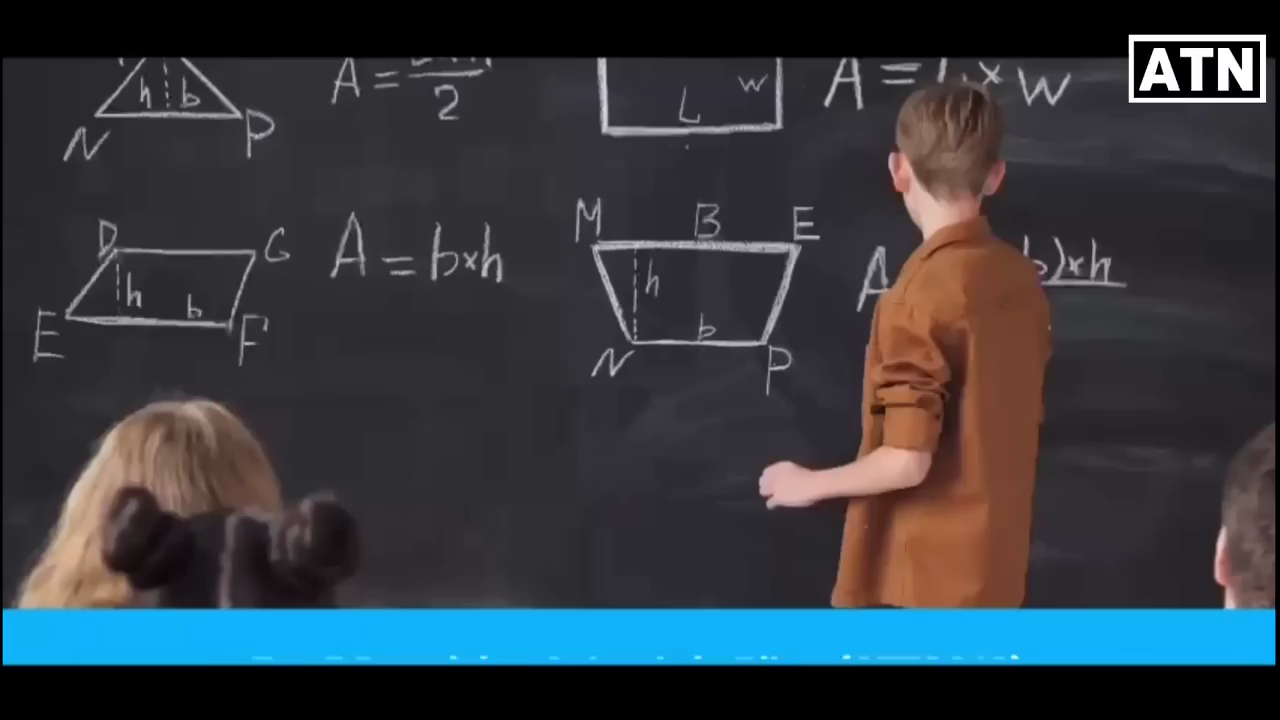 ATN
h b
N P
A = 2
L w
A = L x w
D G
h b
E F
A = b×h
M B E
h
b
N P
A b)×h